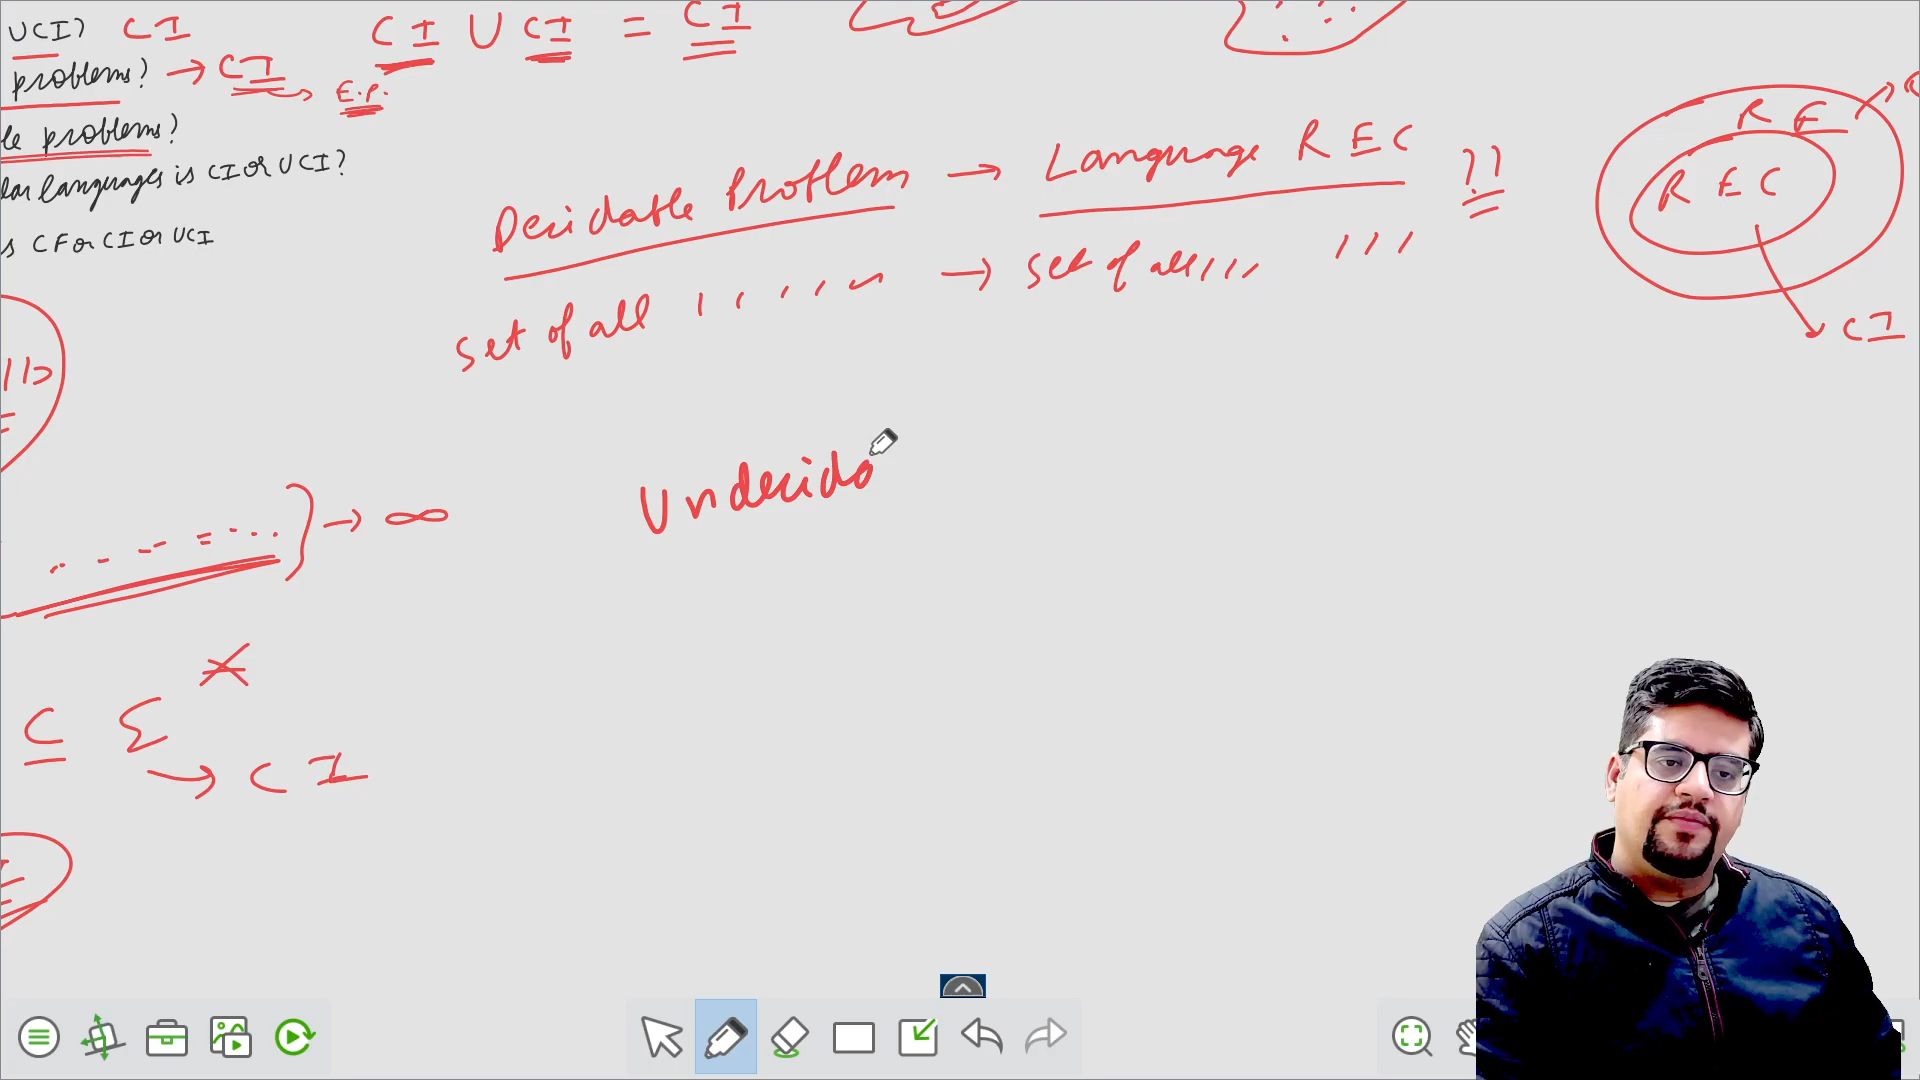 UCI? CI
CI U CI = CI
problems? → CI → E.P.
le problems?
lar languages is CI or UCI?
s CF or CI or UCI
Decidable Problem → Language REC ??
set of all ,, ,, ,, → set of all ,,, ,,,
RE
REC
CI
→ ∞
Undecida
C Σ*
→ CI